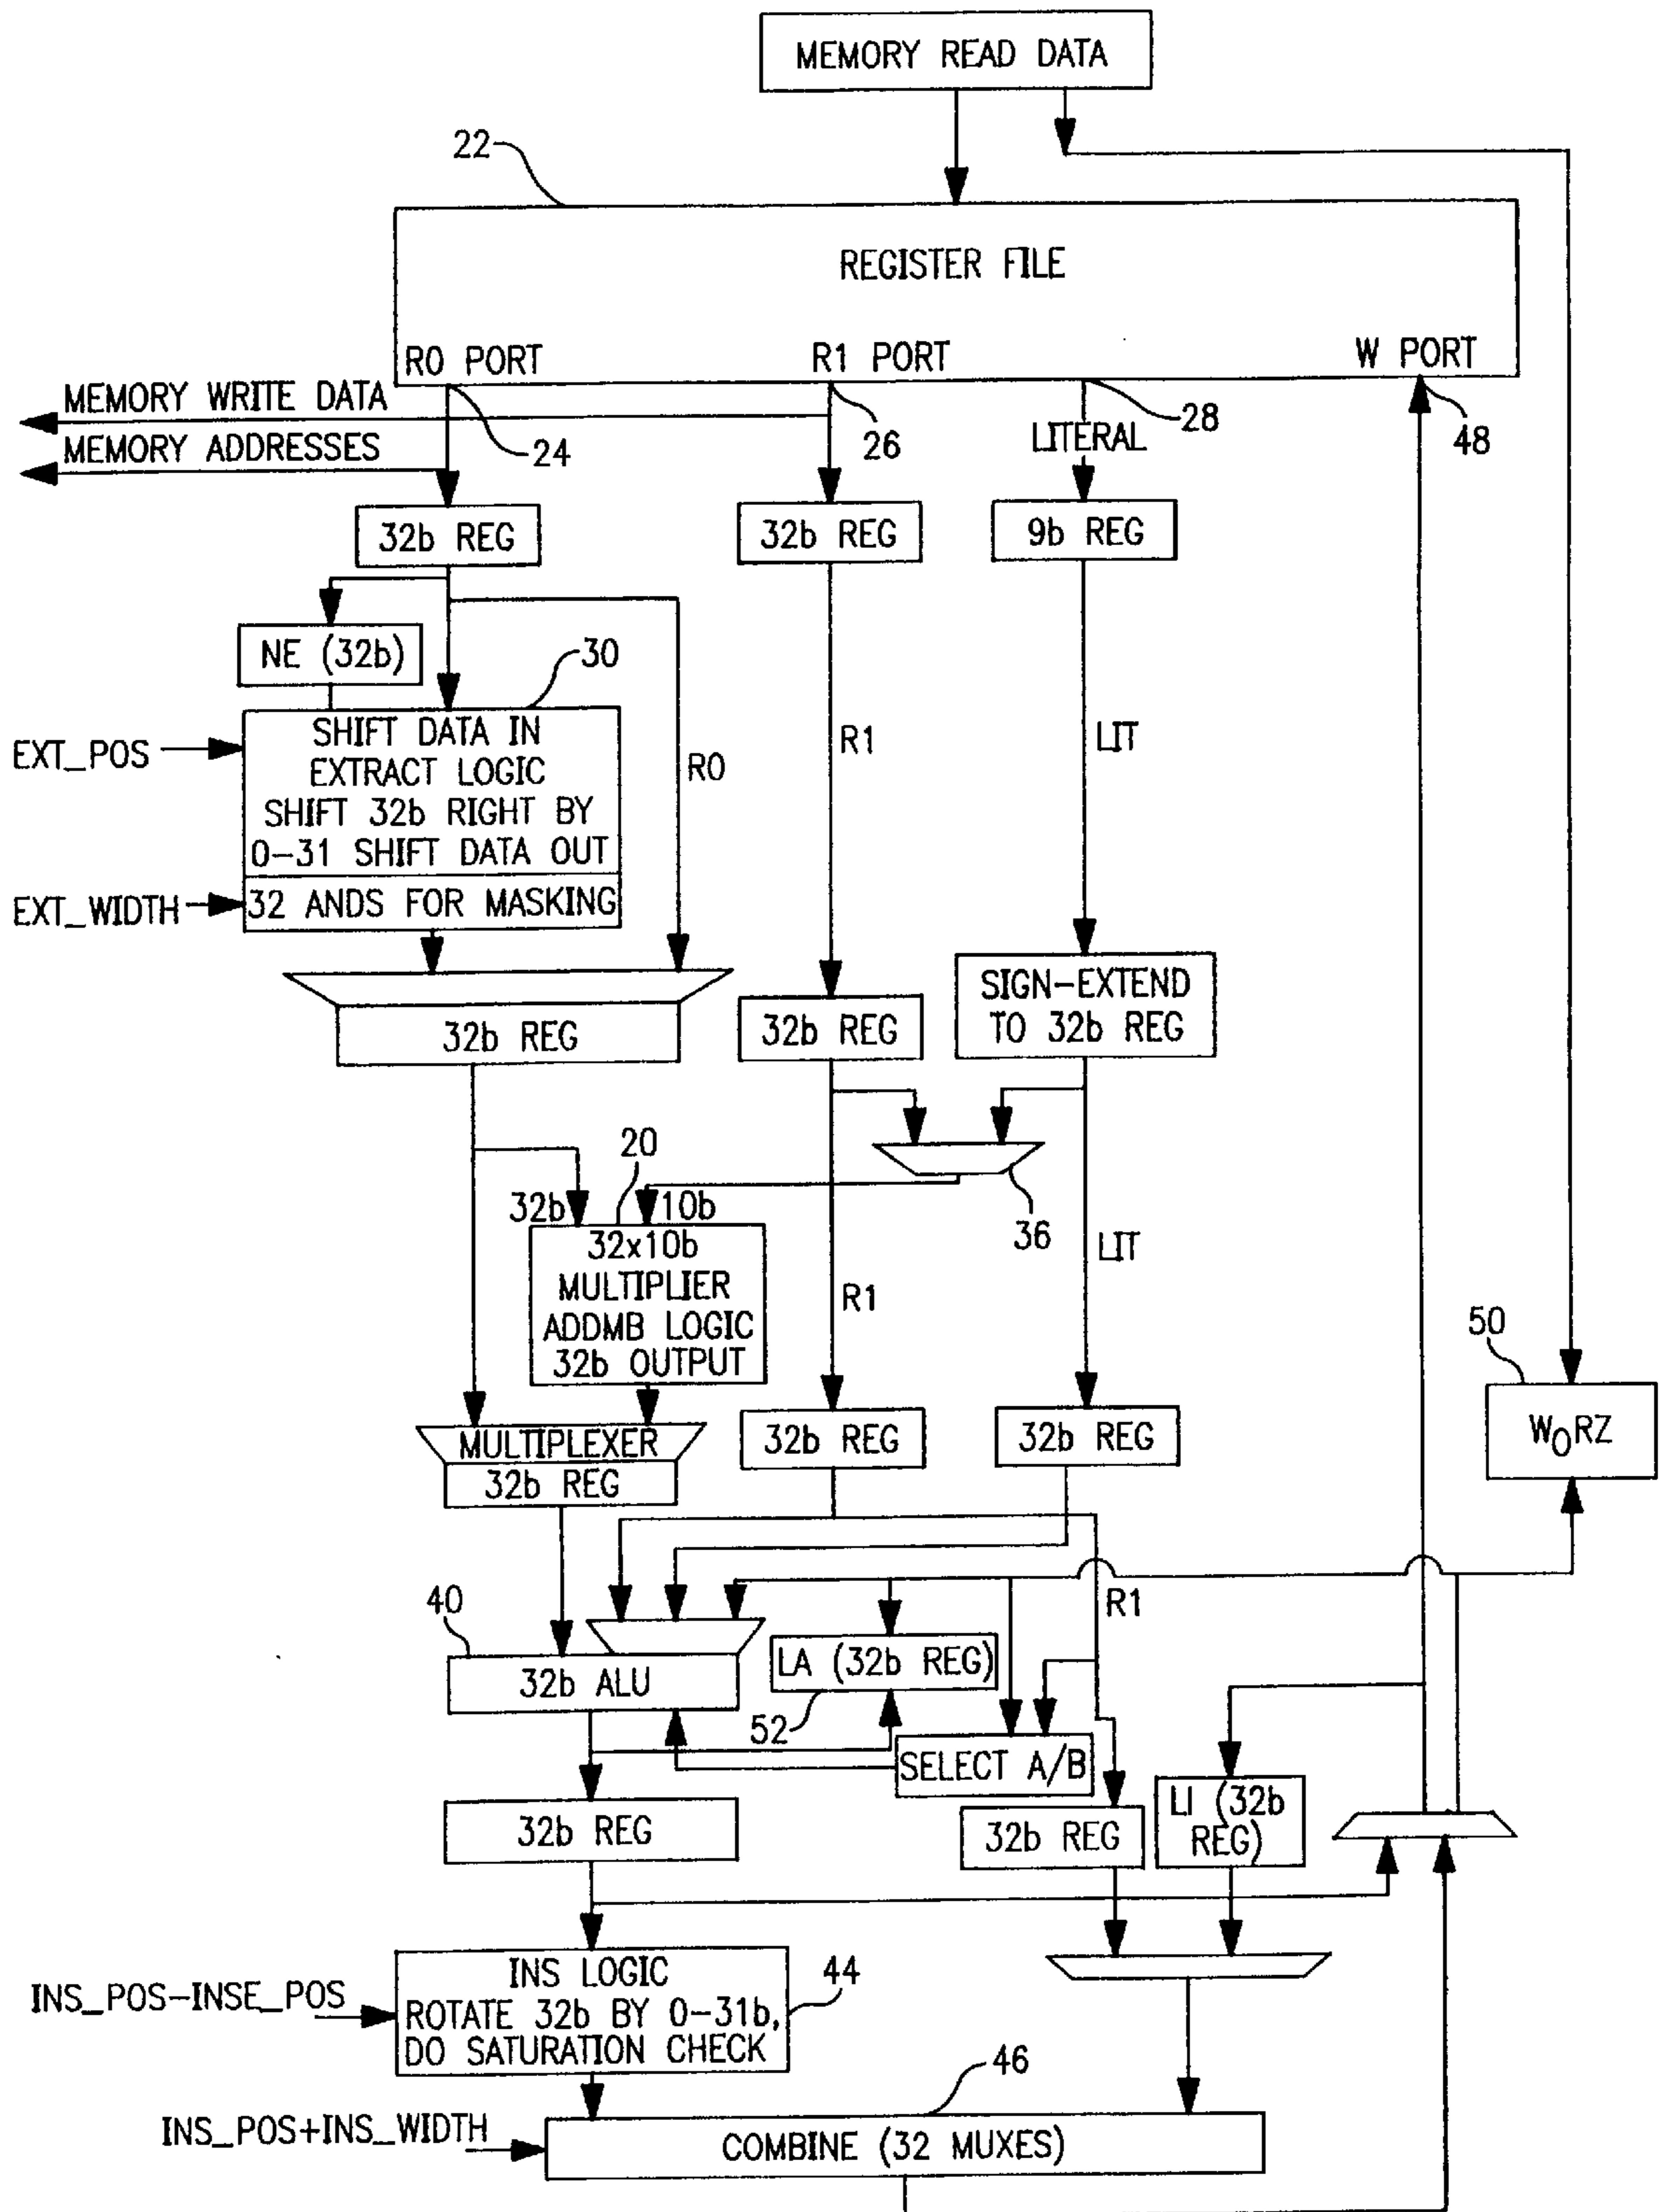 MEMORY READ DATA
22
REGISTER FILE
R0 PORT
R1 PORT
W PORT
MEMORY WRITE DATA
MEMORY ADDRESSES
24
26
LITERAL
28
48
32b REG
32b REG
9b REG
NE (32b)
30
EXT_POS
SHIFT DATA IN
EXTRACT LOGIC
SHIFT 32b RIGHT BY
0-31 SHIFT DATA OUT
R0
R1
LIT
EXT_WIDTH
32 ANDS FOR MASKING
32b REG
32b REG
SIGN-EXTEND
TO 32b REG
20
32b
10b
36
32x10b
MULTIPLIER
ADDMB LOGIC
32b OUTPUT
R1
LIT
50
MULTIPLEXER
32b REG
32b REG
32b REG
WORZ
40
R1
32b ALU
LA (32b REG)
52
SELECT A/B
32b REG
32b REG
LI (32b
REG)
INS_POS-INSE_POS
INS LOGIC
ROTATE 32b BY 0-31b,
DO SATURATION CHECK
44
46
INS_POS+INS_WIDTH
COMBINE (32 MUXES)